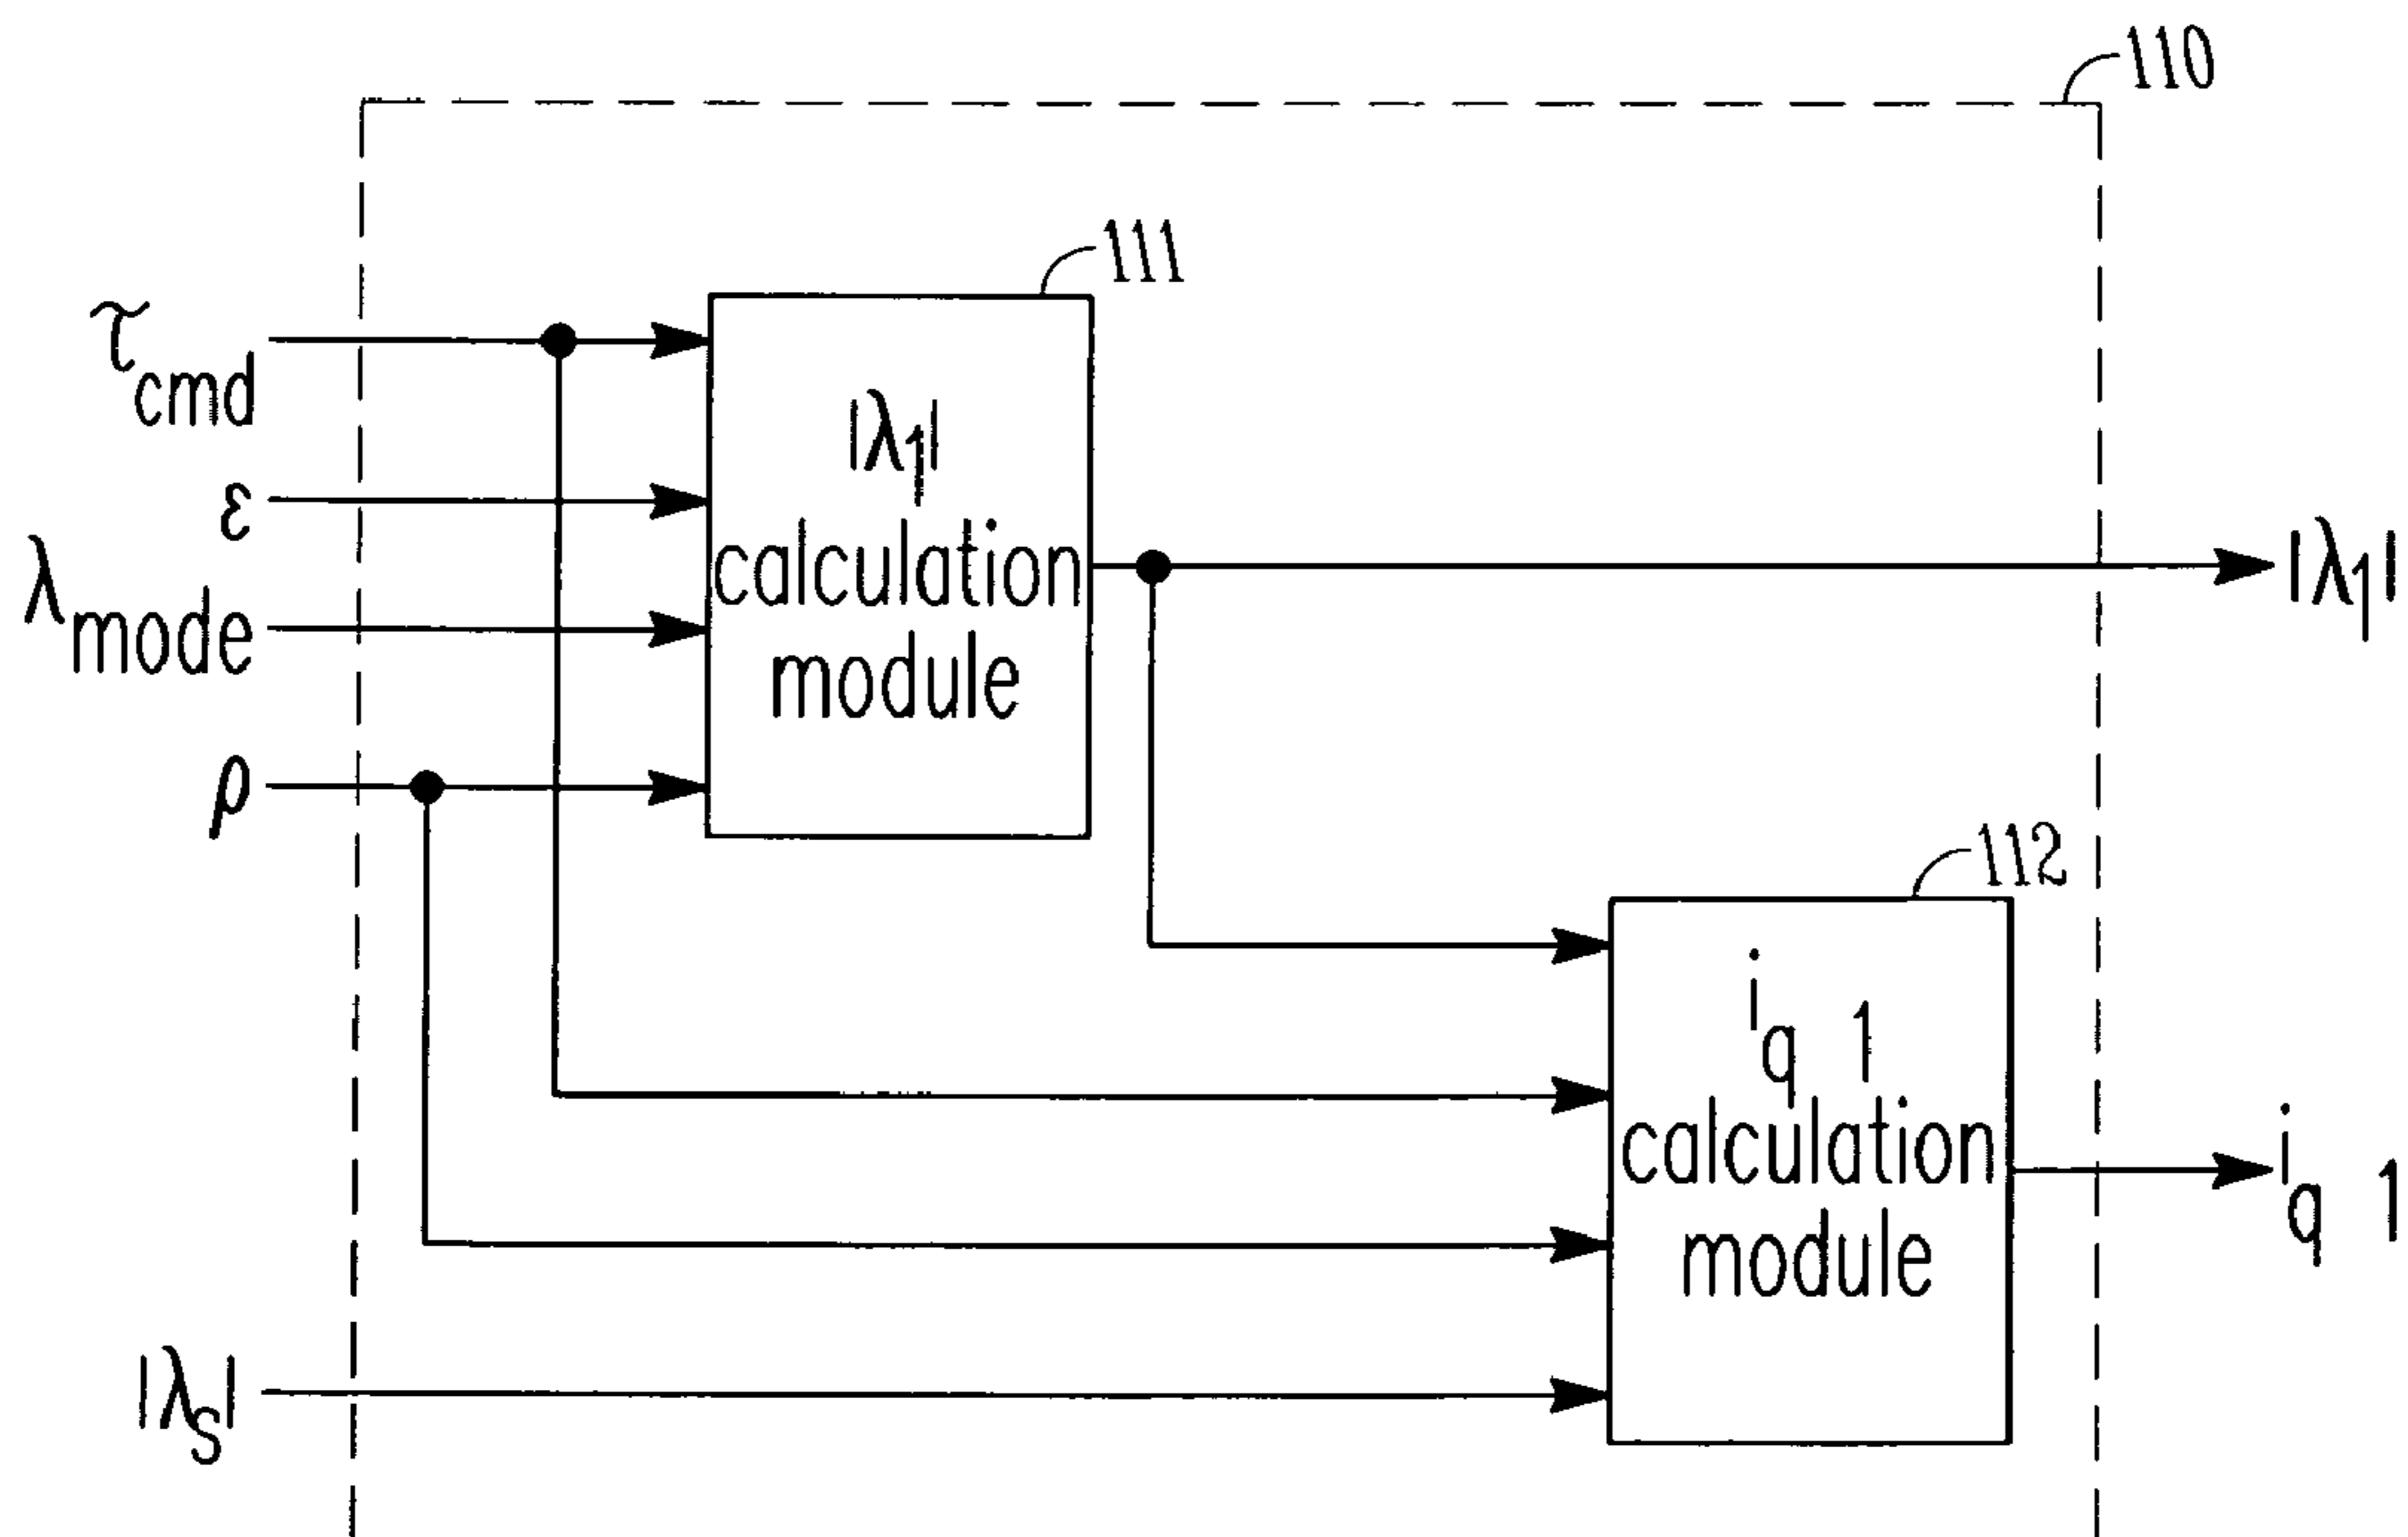 110
111
τcmd
ε
λmode
ρ
|λ1|
calculation
module
|λ1|
112
iq 1
calculation
module
iq 1
|λS|